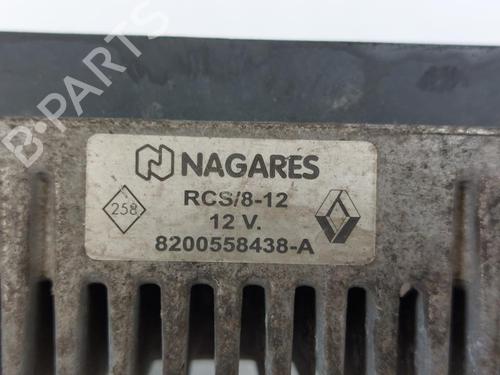 B-PARTS
NAGARES
RCS/8-12
258
12 V.
8200558438-A